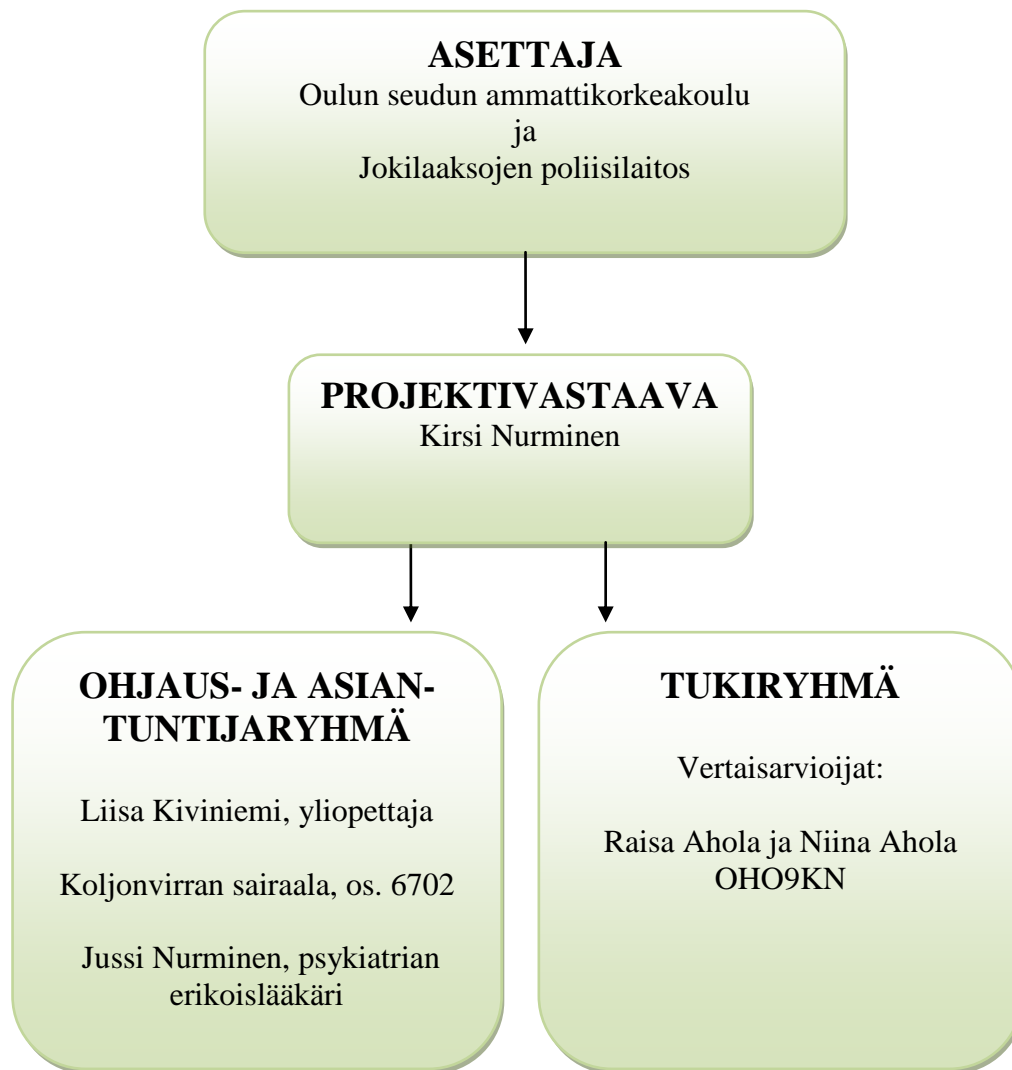 ASETTAJA
Oulun seudun ammattikorkeakoulu
ja
Jokilaaksojen poliisilaitos
PROJEKTIVASTAAVA
Kirsi Nurminen
OHJAUS- JA ASIAN-
TUNTIJARYHMÄ
Liisa Kiviniemi, yliopettaja
Koljonvirran sairaala, os. 6702
Jussi Nurminen, psykiatrian
erikoislääkäri
TUKIRYHMÄ
Vertaisarvioijat:
Raisa Ahola ja Niina Ahola
OHO9KN